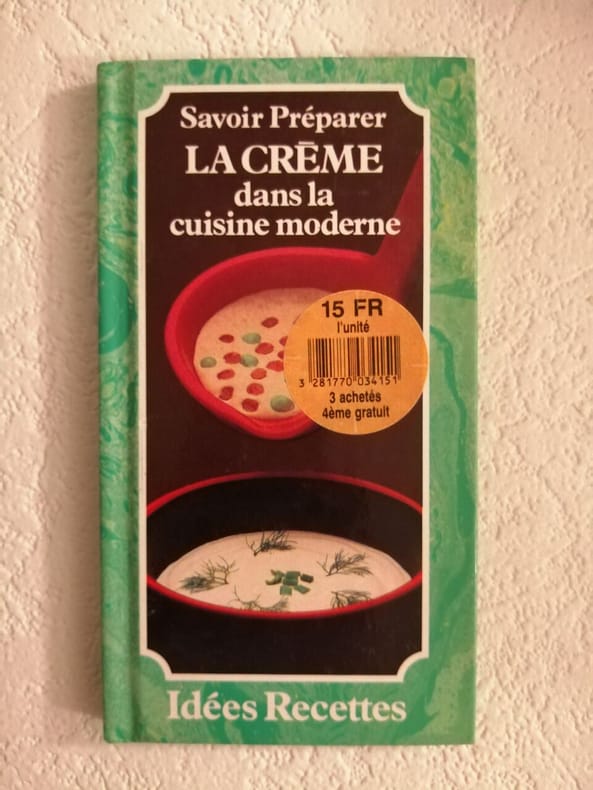 Savoir Préparer
LA CRĒME
dans la
cuisine moderne
15 FR
l'unité
3 281770 034151
3 achetés
4ème gratuit
Idées Recettes